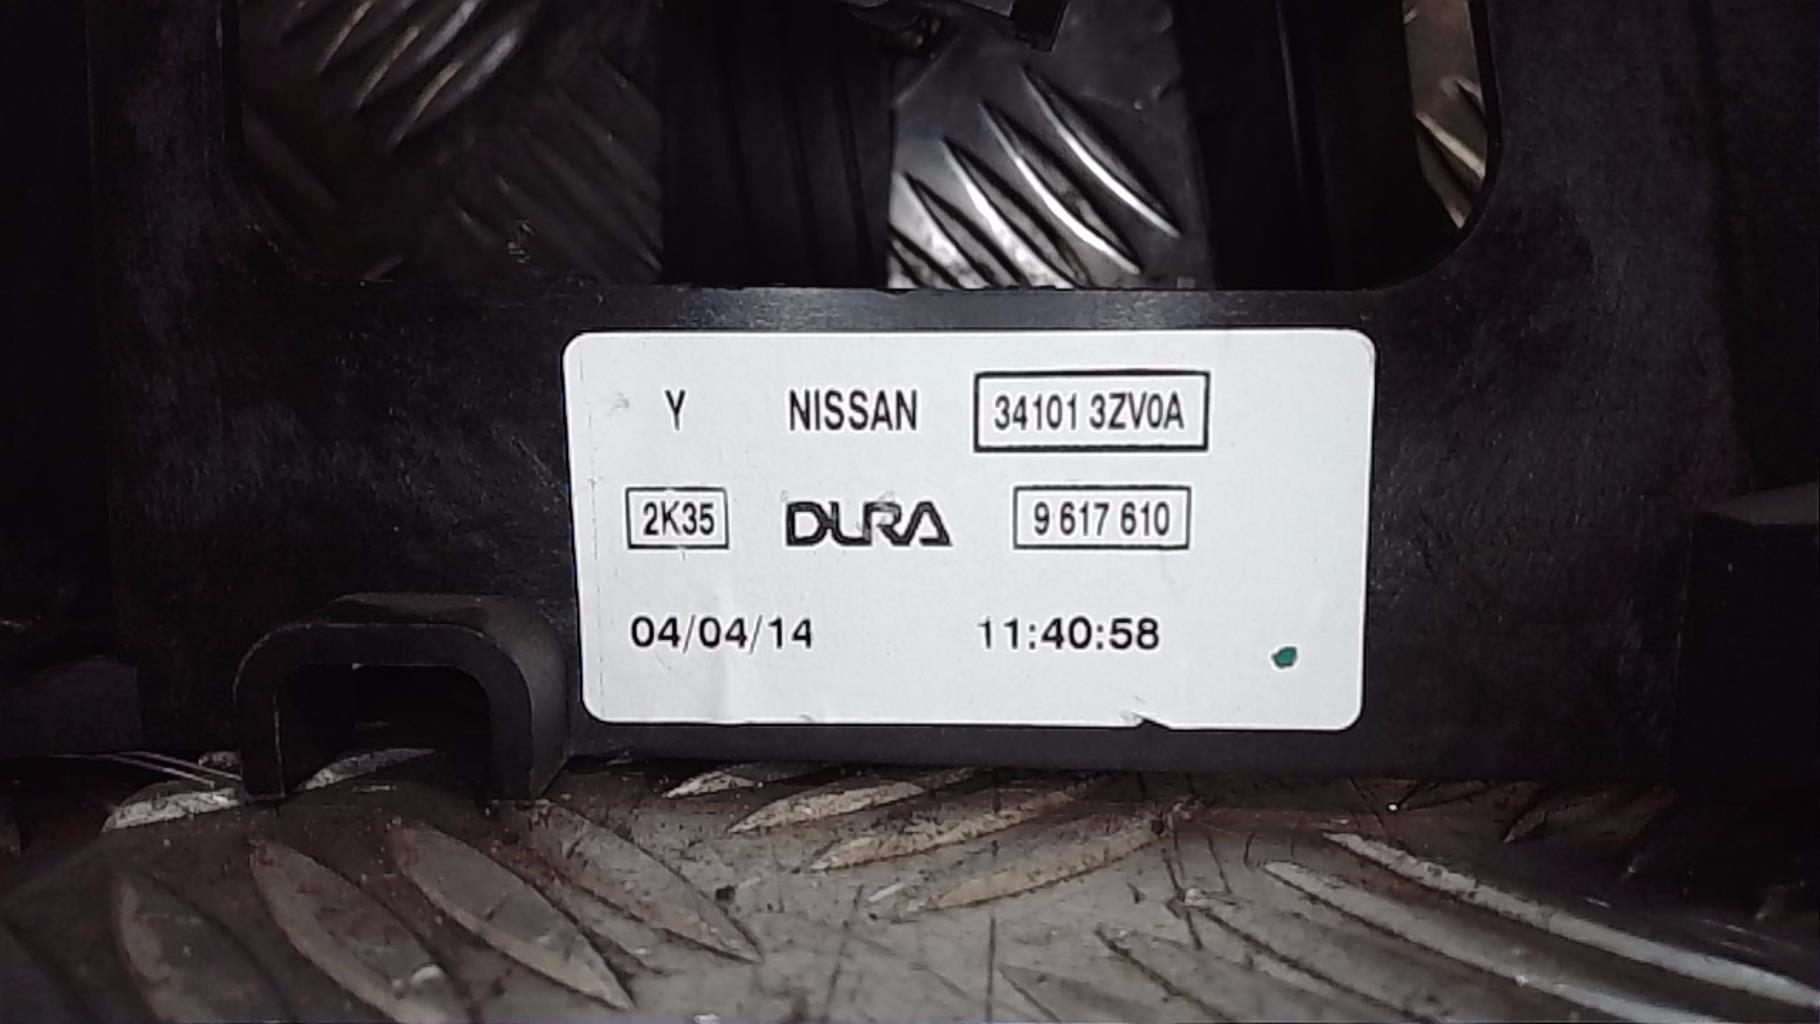 Y NISSAN 34101 3ZV0A
2K35 DURA 9 617 610
04/04/14 11:40:58